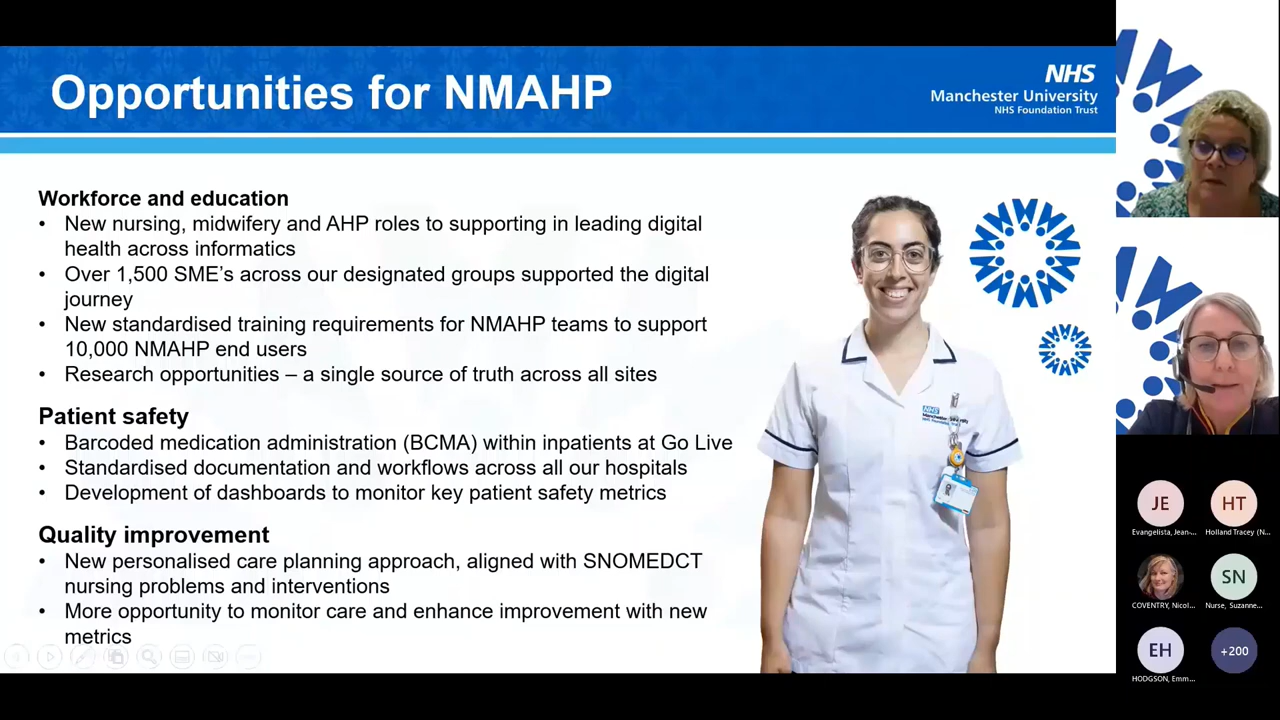 Opportunities for NMAHP
NHS
Manchester University
NHS Foundation Trust
Workforce and education
• New nursing, midwifery and AHP roles to supporting in leading digital
health across informatics
• Over 1,500 SME's across our designated groups supported the digital
journey
• New standardised training requirements for NMAHP teams to support
10,000 NMAHP end users
• Research opportunities – a single source of truth across all sites
Patient safety
• Barcoded medication administration (BCMA) within inpatients at Go Live
• Standardised documentation and workflows across all our hospitals
• Development of dashboards to monitor key patient safety metrics
Quality improvement
• New personalised care planning approach, aligned with SNOMEDCT
nursing problems and interventions
• More opportunity to monitor care and enhance improvement with new
metrics
NHS
Manchester University
NHS Foundation Trust
JE
Evangelista, Jean-...
HT
Holland Tracey (N...
COVENTRY, Nicol...
SN
Nurse, Suzanne...
EH
HODGSON, Emm...
+200